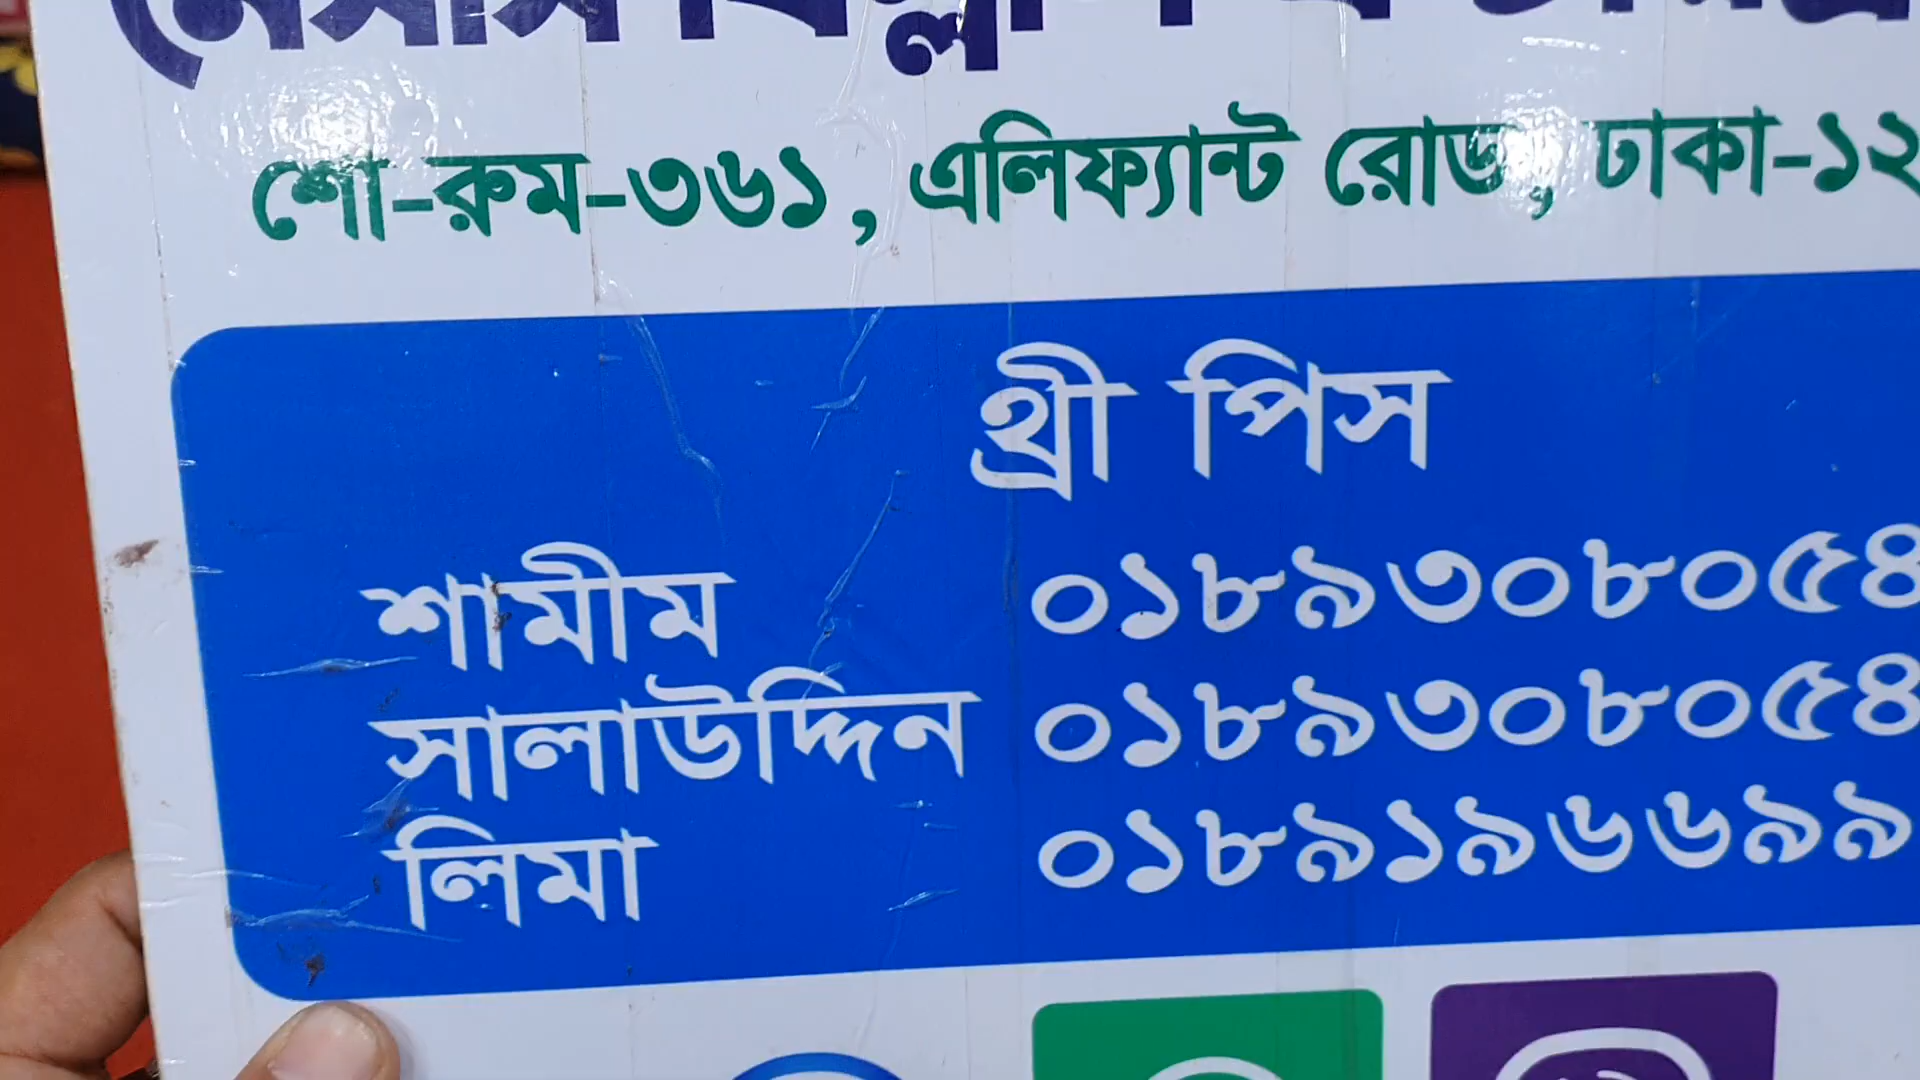 শো-রুম-৩৬১, এলিফ্যান্ট রোড, ঢাকা-১২
থ্রী পিস
শামীম ০১৮৯৩০৮০৫৪
সালাউদ্দিন ০১৮৯৩০৮০৫৪
লিমা ০১৮৯১৯৬৬৯৯